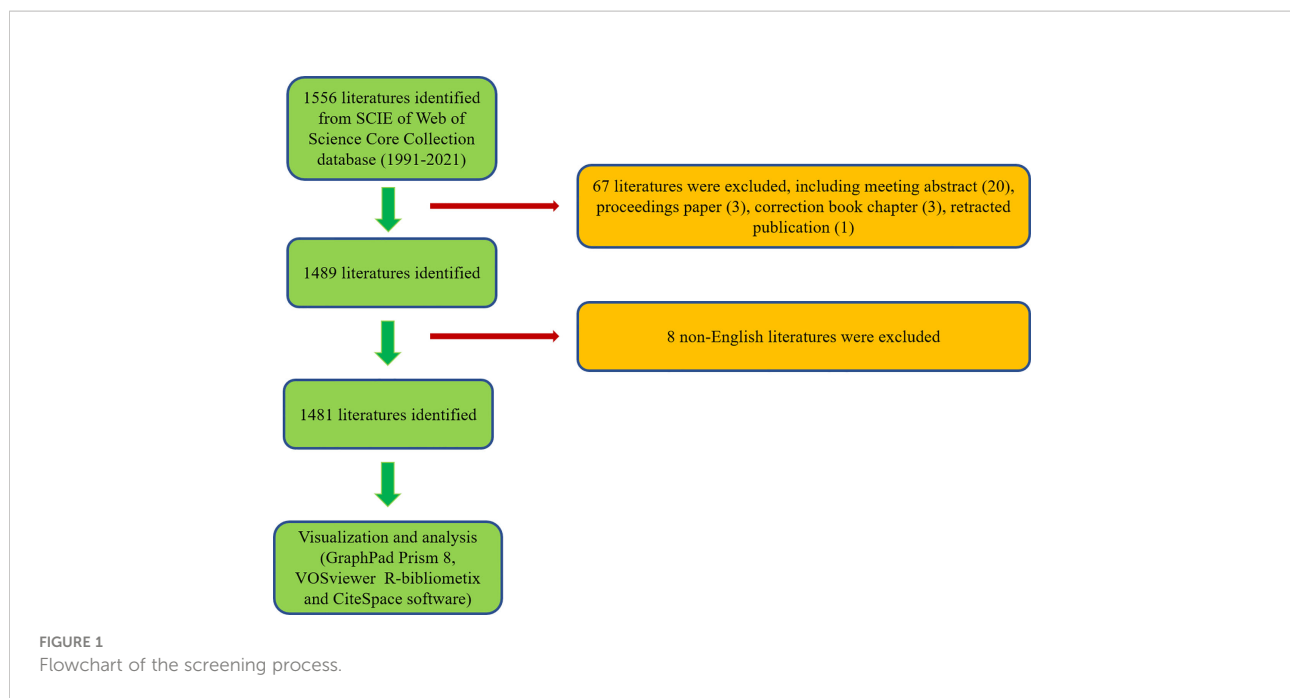 1556 literatures identified
from SCIE of Web of
Science Core Collection
database (1991-2021)
67 literatures were excluded, including meeting abstract (20),
proceedings paper (3), correction book chapter (3), retracted
publication (1)
1489 literatures identified
8 non-English literatures were excluded
1481 literatures identified
Visualization and analysis
(GraphPad Prism 8,
VOSviewer R-bibliometix
and CiteSpace software)
FIGURE 1
Flowchart of the screening process.